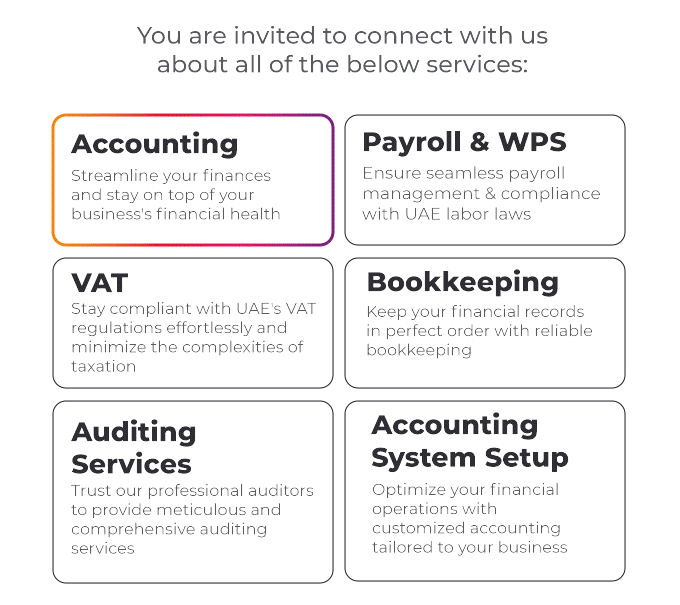 You are invited to connect with us
about all of the below services:
Accounting
Streamline your finances
and stay on top of your
business's financial health
Payroll & WPS
Ensure seamless payroll
management & compliance
with UAE labor laws
VAT
Stay compliant with UAE's VAT
regulations effortlessly and
minimize the complexities of
taxation
Bookkeeping
Keep your financial records
in perfect order with reliable
bookkeeping
Auditing
Services
Trust our professional auditors
to provide meticulous and
comprehensive auditing
services
Accounting
System Setup
Optimize your financial
operations with
customized accounting
tailored to your business